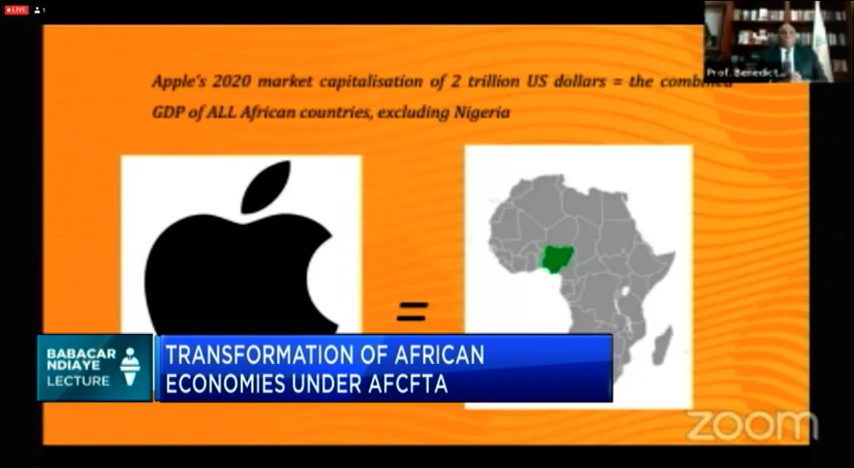 LIVE 1
Prof. Benedict...
Apple's 2020 market capitalisation of 2 trillion US dollars = the combined
GDP of ALL African countries, excluding Nigeria
=
BABACAR
NDIAYE
LECTURE
TRANSFORMATION OF AFRICAN
ECONOMIES UNDER AFCFTA
zoom